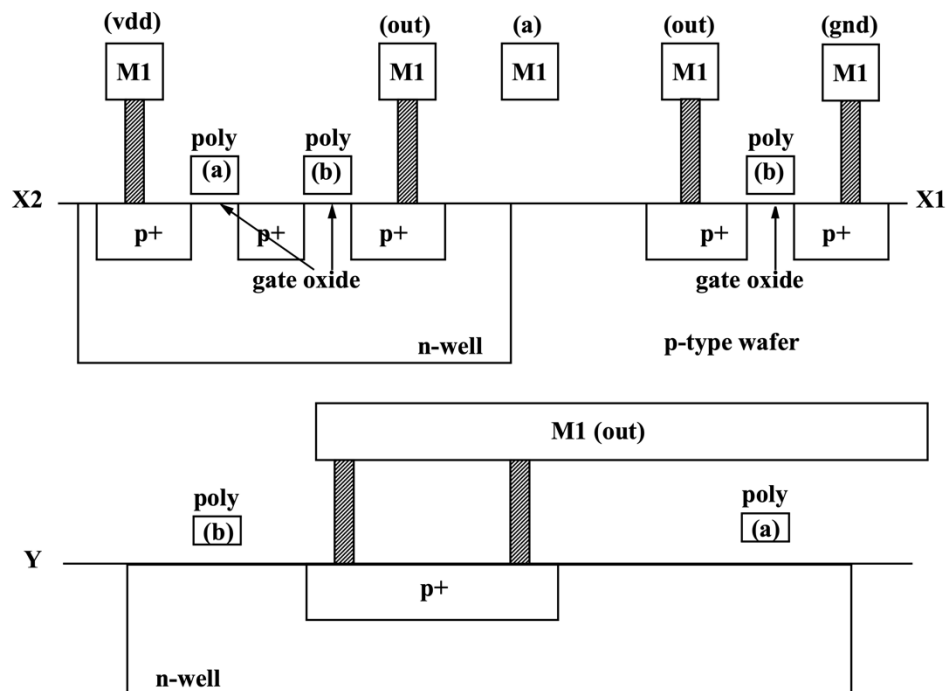 (vdd) (out) (a) (out) (gnd)
M1 M1 M1 M1 M1
poly poly poly
(a) (b) (b)
X2 X1
p+ p+ p+ p+ p+
gate oxide gate oxide
n-well p-type wafer
M1 (out)
poly poly
(b) (a)
Y
p+
n-well